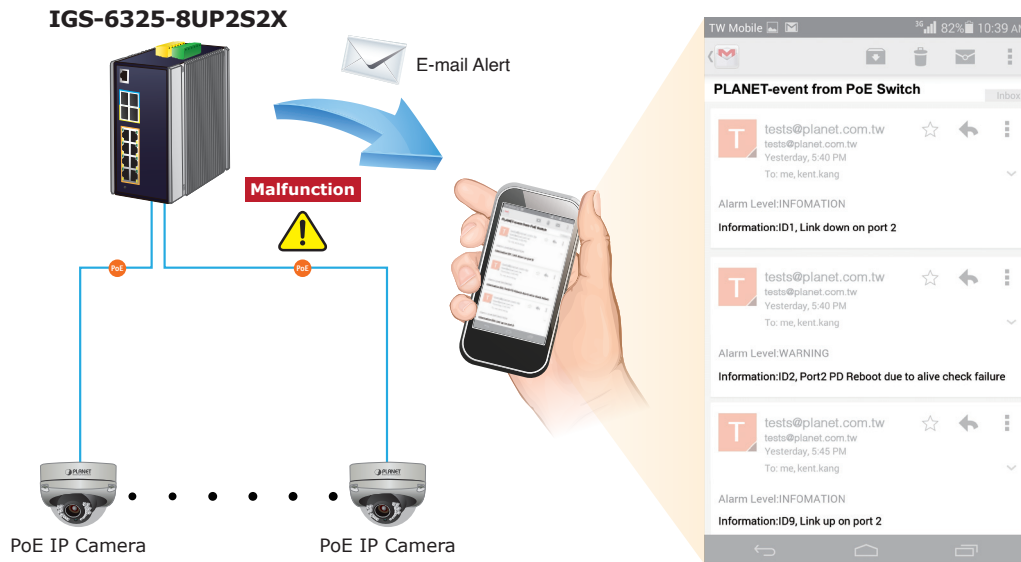 IGS-6325-8UP2S2X
E-mail Alert
Malfunction
PoE
PoE
PLANET
PLANET
PoE IP Camera
PoE IP Camera
TW Mobile
3G 82% 10:39 AM
PLANET-event from PoE Switch
Inbox
T
tests@planet.com.tw
tests@planet.com.tw
Yesterday, 5:40 PM
To: me, kent.kang
Alarm Level:INFOMATION
Information:ID1, Link down on port 2
T
tests@planet.com.tw
tests@planet.com.tw
Yesterday, 5:40 PM
To: me, kent.kang
Alarm Level:WARNING
Information:ID2, Port2 PD Reboot due to alive check failure
T
tests@planet.com.tw
tests@planet.com.tw
Yesterday, 5:45 PM
To: me, kent.kang
Alarm Level:INFOMATION
Information:ID9, Link up on port 2